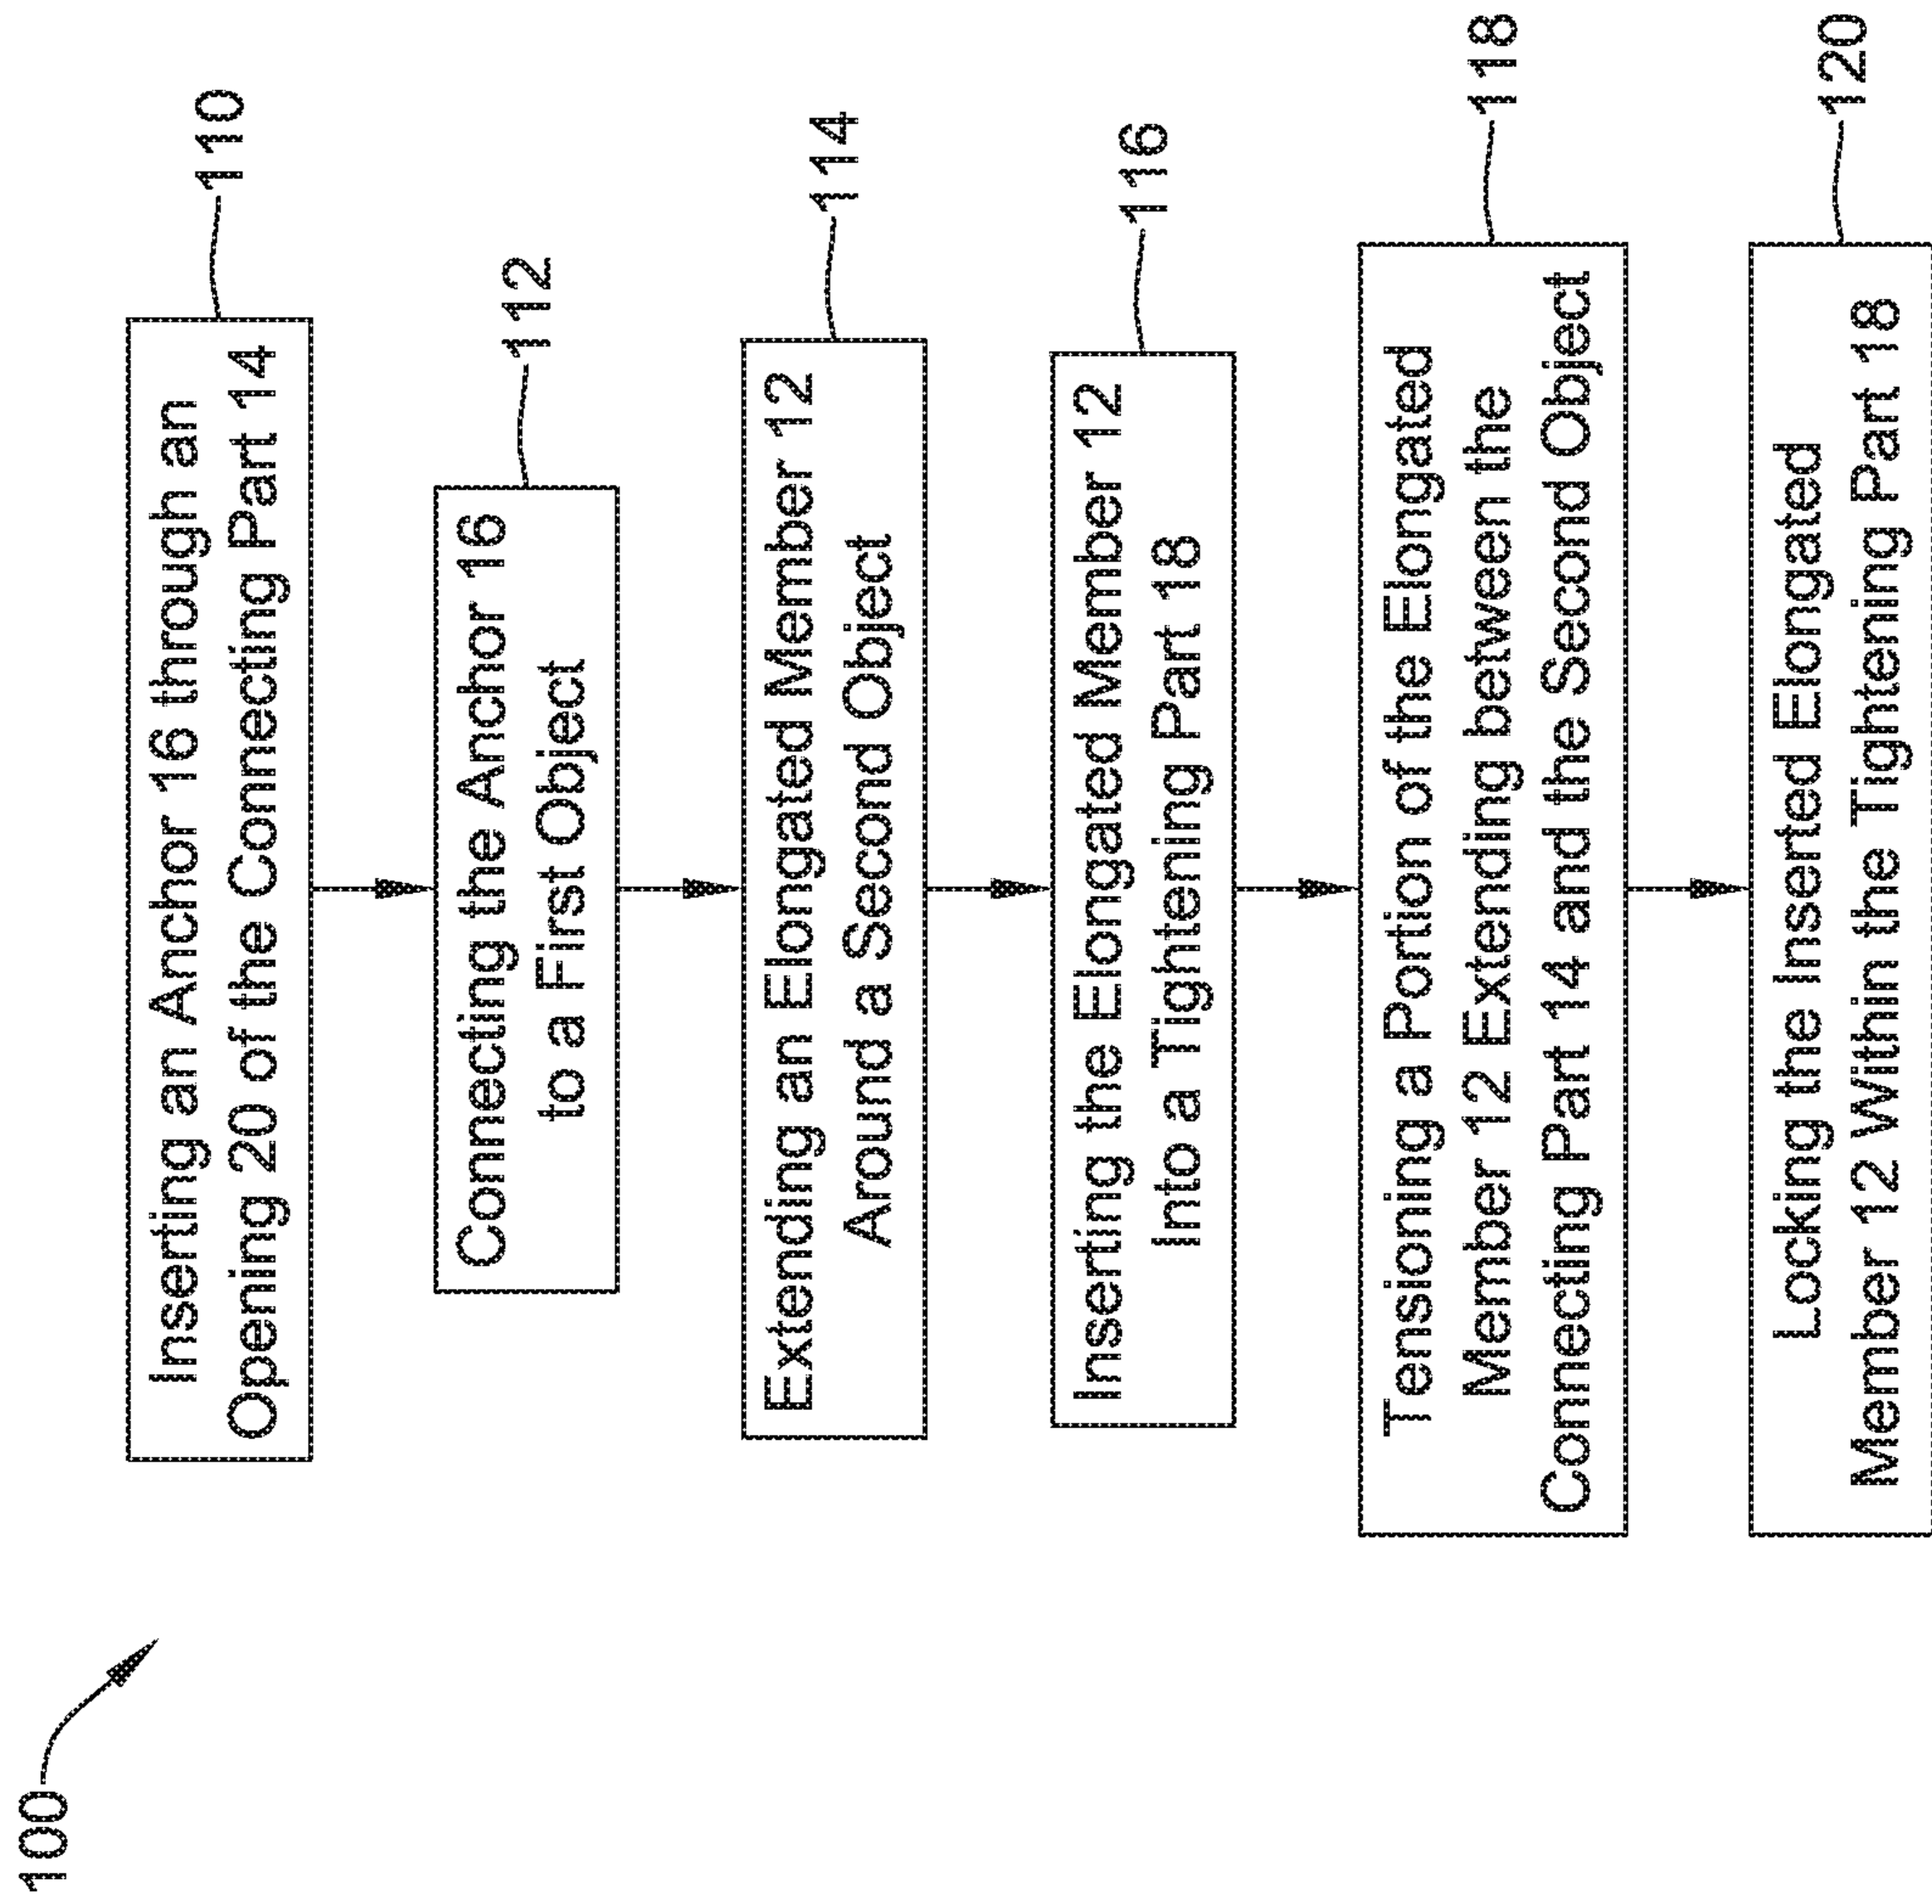 100
Inserting an Anchor 16 through an
Opening 20 of the Connecting Part 14
110
Connecting the Anchor 16
to a First Object
112
Extending an Elongated Member 12
Around a Second Object
114
Inserting the Elongated Member 12
Into a Tightening Part 18
116
Tensioning a Portion of the Elongated
Member 12 Extending between the
Connecting Part 14 and the Second Object
118
Locking the Inserted Elongated
Member 12 Within the Tightening Part 18
120